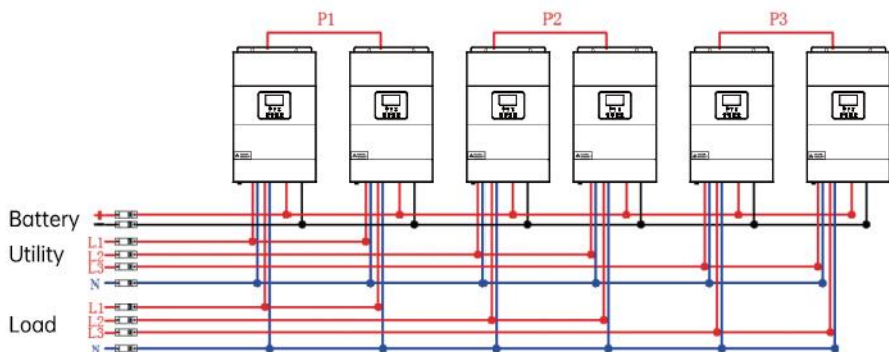 P1 P2 P3
Battery + −
Utility L1
L2
L3
N
Load L1
L2
L3
N